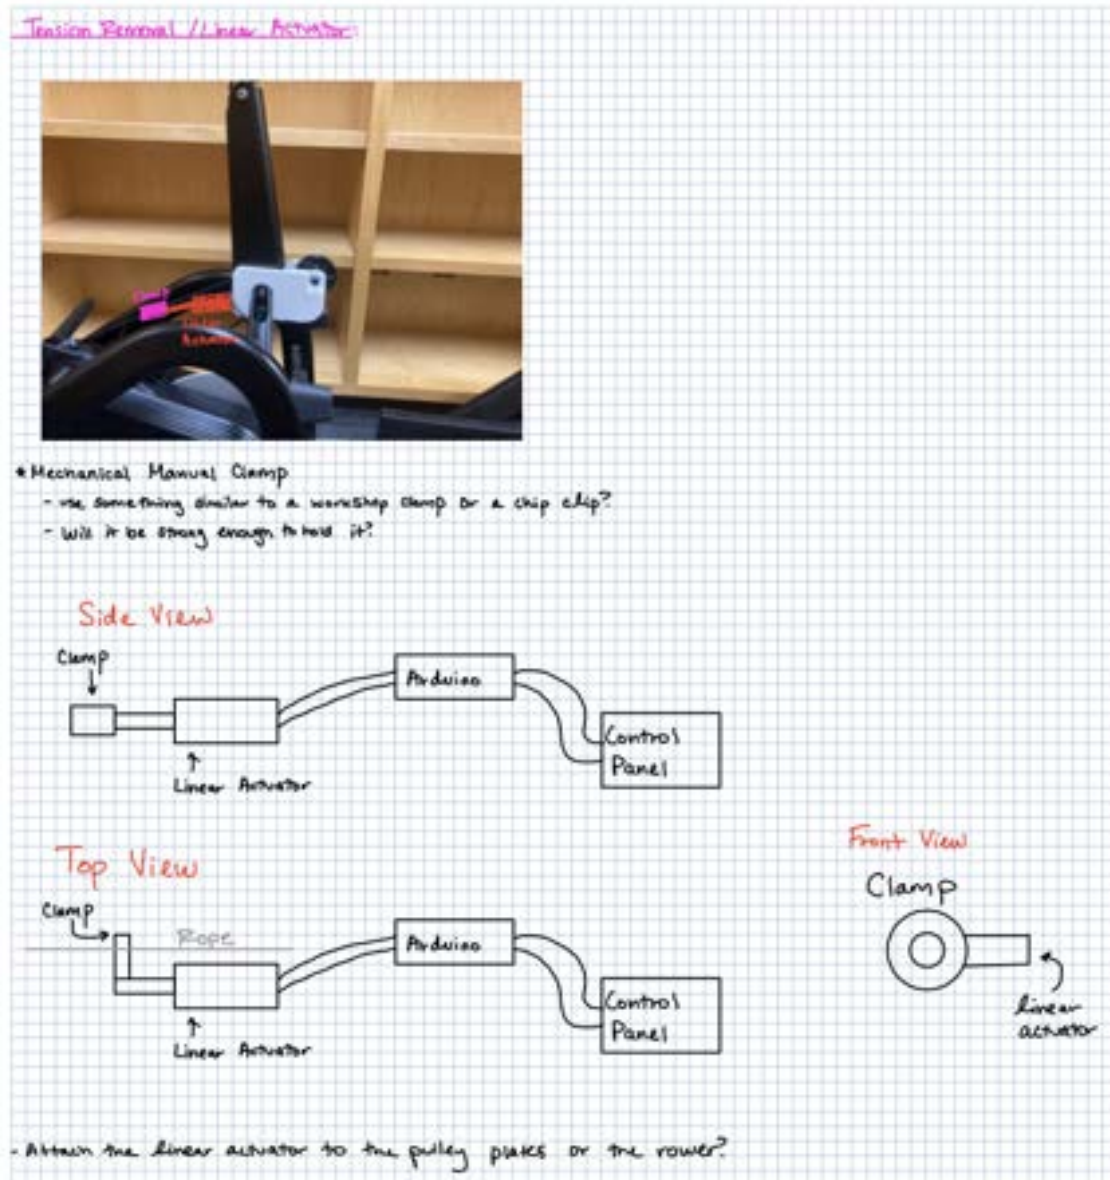 Tension Removal // Linear Actuator:
Clamp
Linear
Actuator
* Mechanical Manual Clamp
- use something similar to a workshop clamp or a chip clip?
- Will it be strong enough to hold it?
Side View
Clamp
Arduino
Control
Panel
Linear Actuator
Top View
Clamp
Rope
Arduino
Control
Panel
Linear Actuator
Front View
Clamp
linear
actuator
- Attach the linear actuator to the pulley plates or the rower?